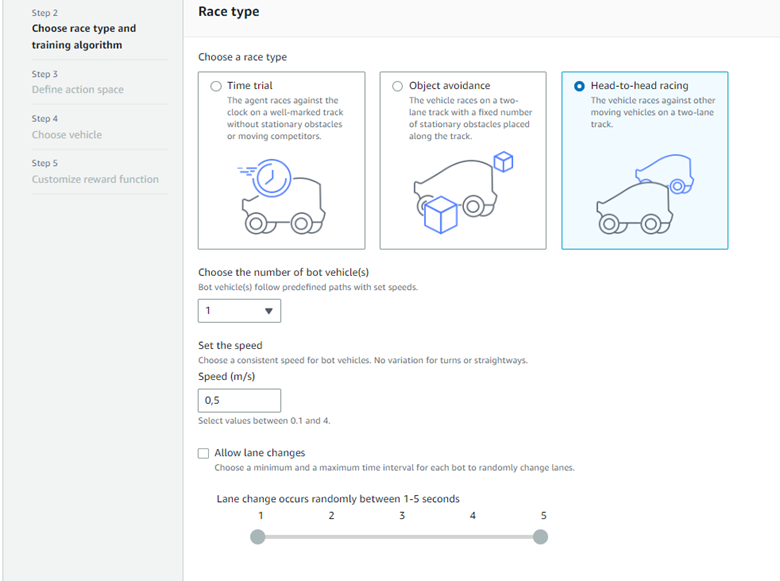 Step 2
Choose race type and
training algorithm
Step 3
Define action space
Step 4
Choose vehicle
Step 5
Customize reward function
Race type
Choose a race type
Time trial
The agent races against the
clock on a well-marked track
without stationary obstacles
or moving competitors.
Object avoidance
The vehicle races on a two-
lane track with a fixed number
of stationary obstacles placed
along the track.
Head-to-head racing
The vehicle races against other
moving vehicles on a two-lane
track.
Choose the number of bot vehicle(s)
Bot vehicle(s) follow predefined paths with set speeds.
1
Set the speed
Choose a consistent speed for bot vehicles. No variation for turns or straightways.
Speed (m/s)
0,5
Select values between 0.1 and 4.
Allow lane changes
Choose a minimum and a maximum time interval for each bot to randomly change lanes.
Lane change occurs randomly between 1-5 seconds
1 2 3 4 5